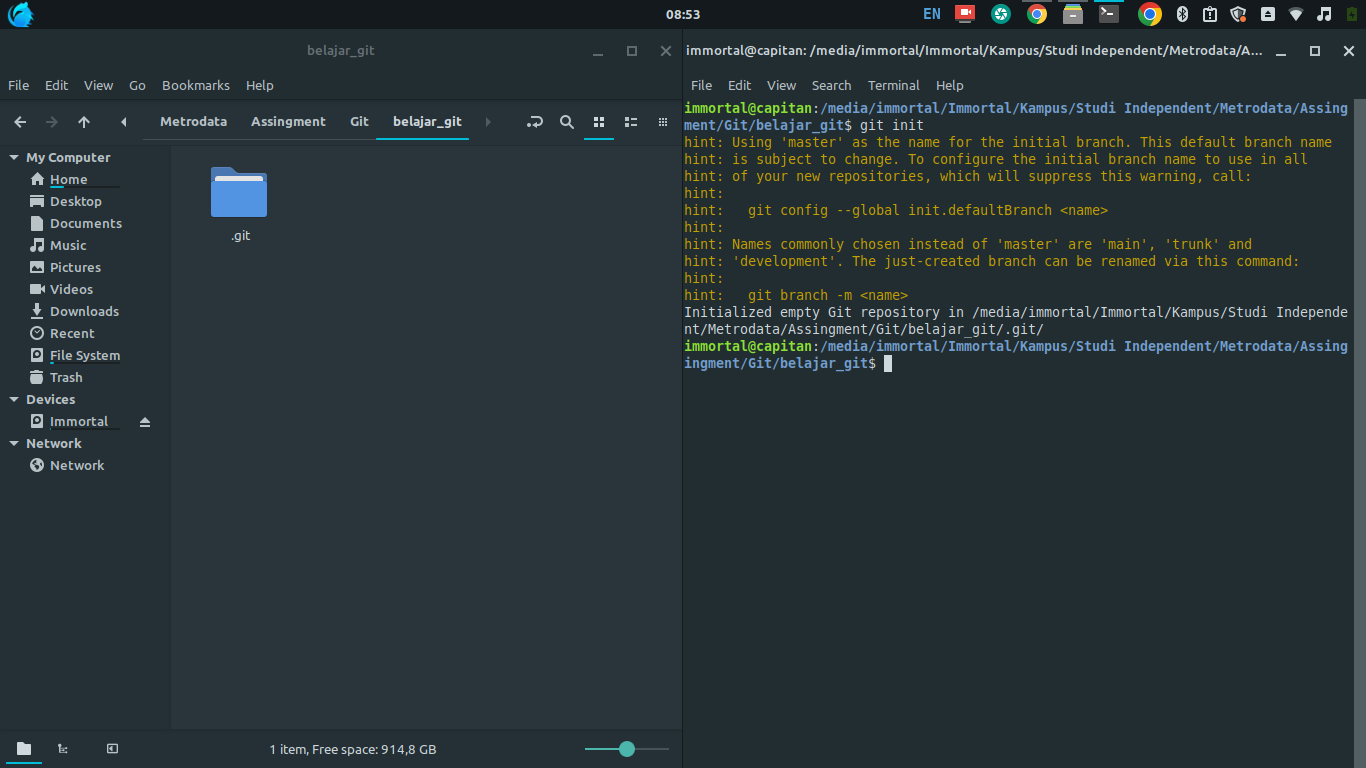 08:53
EN
belajar_git
File Edit View Go Bookmarks Help
Metrodata Assingment Git belajar_git
My Computer
Home
Desktop
Documents
Music
Pictures
Videos
Downloads
Recent
File System
Trash
Devices
Immortal
Network
Network
.git
1 item, Free space: 914,8 GB
immortal@capitan: /media/immortal/Immortal/Kampus/Studi Independent/Metrodata/A...
File Edit View Search Terminal Help
immortal@capitan:/media/immortal/Immortal/Kampus/Studi Independent/Metrodata/Assing
ment/Git/belajar_git$ git init
hint: Using 'master' as the name for the initial branch. This default branch name
hint: is subject to change. To configure the initial branch name to use in all
hint: of your new repositories, which will suppress this warning, call:
hint:
hint:   git config --global init.defaultBranch <name>
hint:
hint: Names commonly chosen instead of 'master' are 'main', 'trunk' and
hint: 'development'. The just-created branch can be renamed via this command:
hint:
hint:   git branch -m <name>
Initialized empty Git repository in /media/immortal/Immortal/Kampus/Studi Independe
nt/Metrodata/Assingment/Git/belajar_git/.git/
immortal@capitan:/media/immortal/Immortal/Kampus/Studi Independent/Metrodata/Assing
ingment/Git/belajar_git$